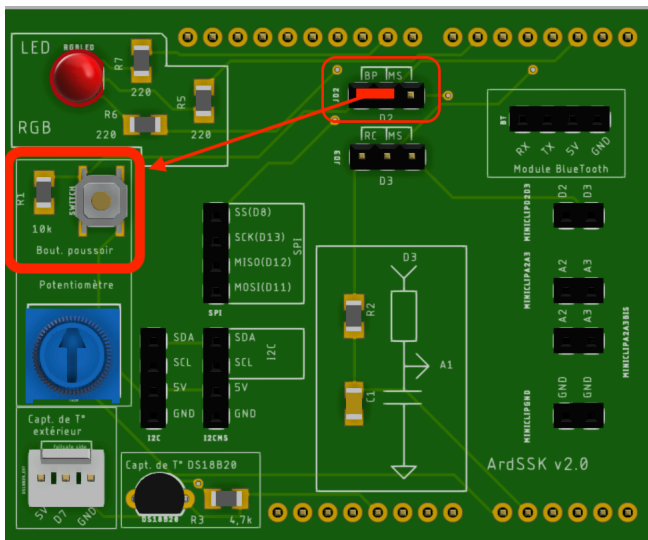 LED
RGBLED
R7
220
R5
R6
220
220
RGB
BP MS
JD2
D2
RC MS
JD3
D3
BT
RX TX 5V GND
Module BlueTooth
R1
SWITCH
10k
Bout. poussoir
Potentiomètre
SS(D8)
SCK(D13)
MISO(D12)
MOSI(D11)
SPI
SPI
MINICLIPD2D3
D2 D3
MINICLIPA2A3
A2 A3
A2 A3
MINICLIPA2A3BIS
GND GND
MINICLIPGND
D3
R2
A1
C1
SDA
SCL
5V
GND
I2C
SDA
SCL
5V
GND
I2CMS
I2C
Capt. de T°
extérieur
5V D7 GND
Capt. de T° DS18B20
DS18B20
R3
4,7k
ArdSSK v2.0